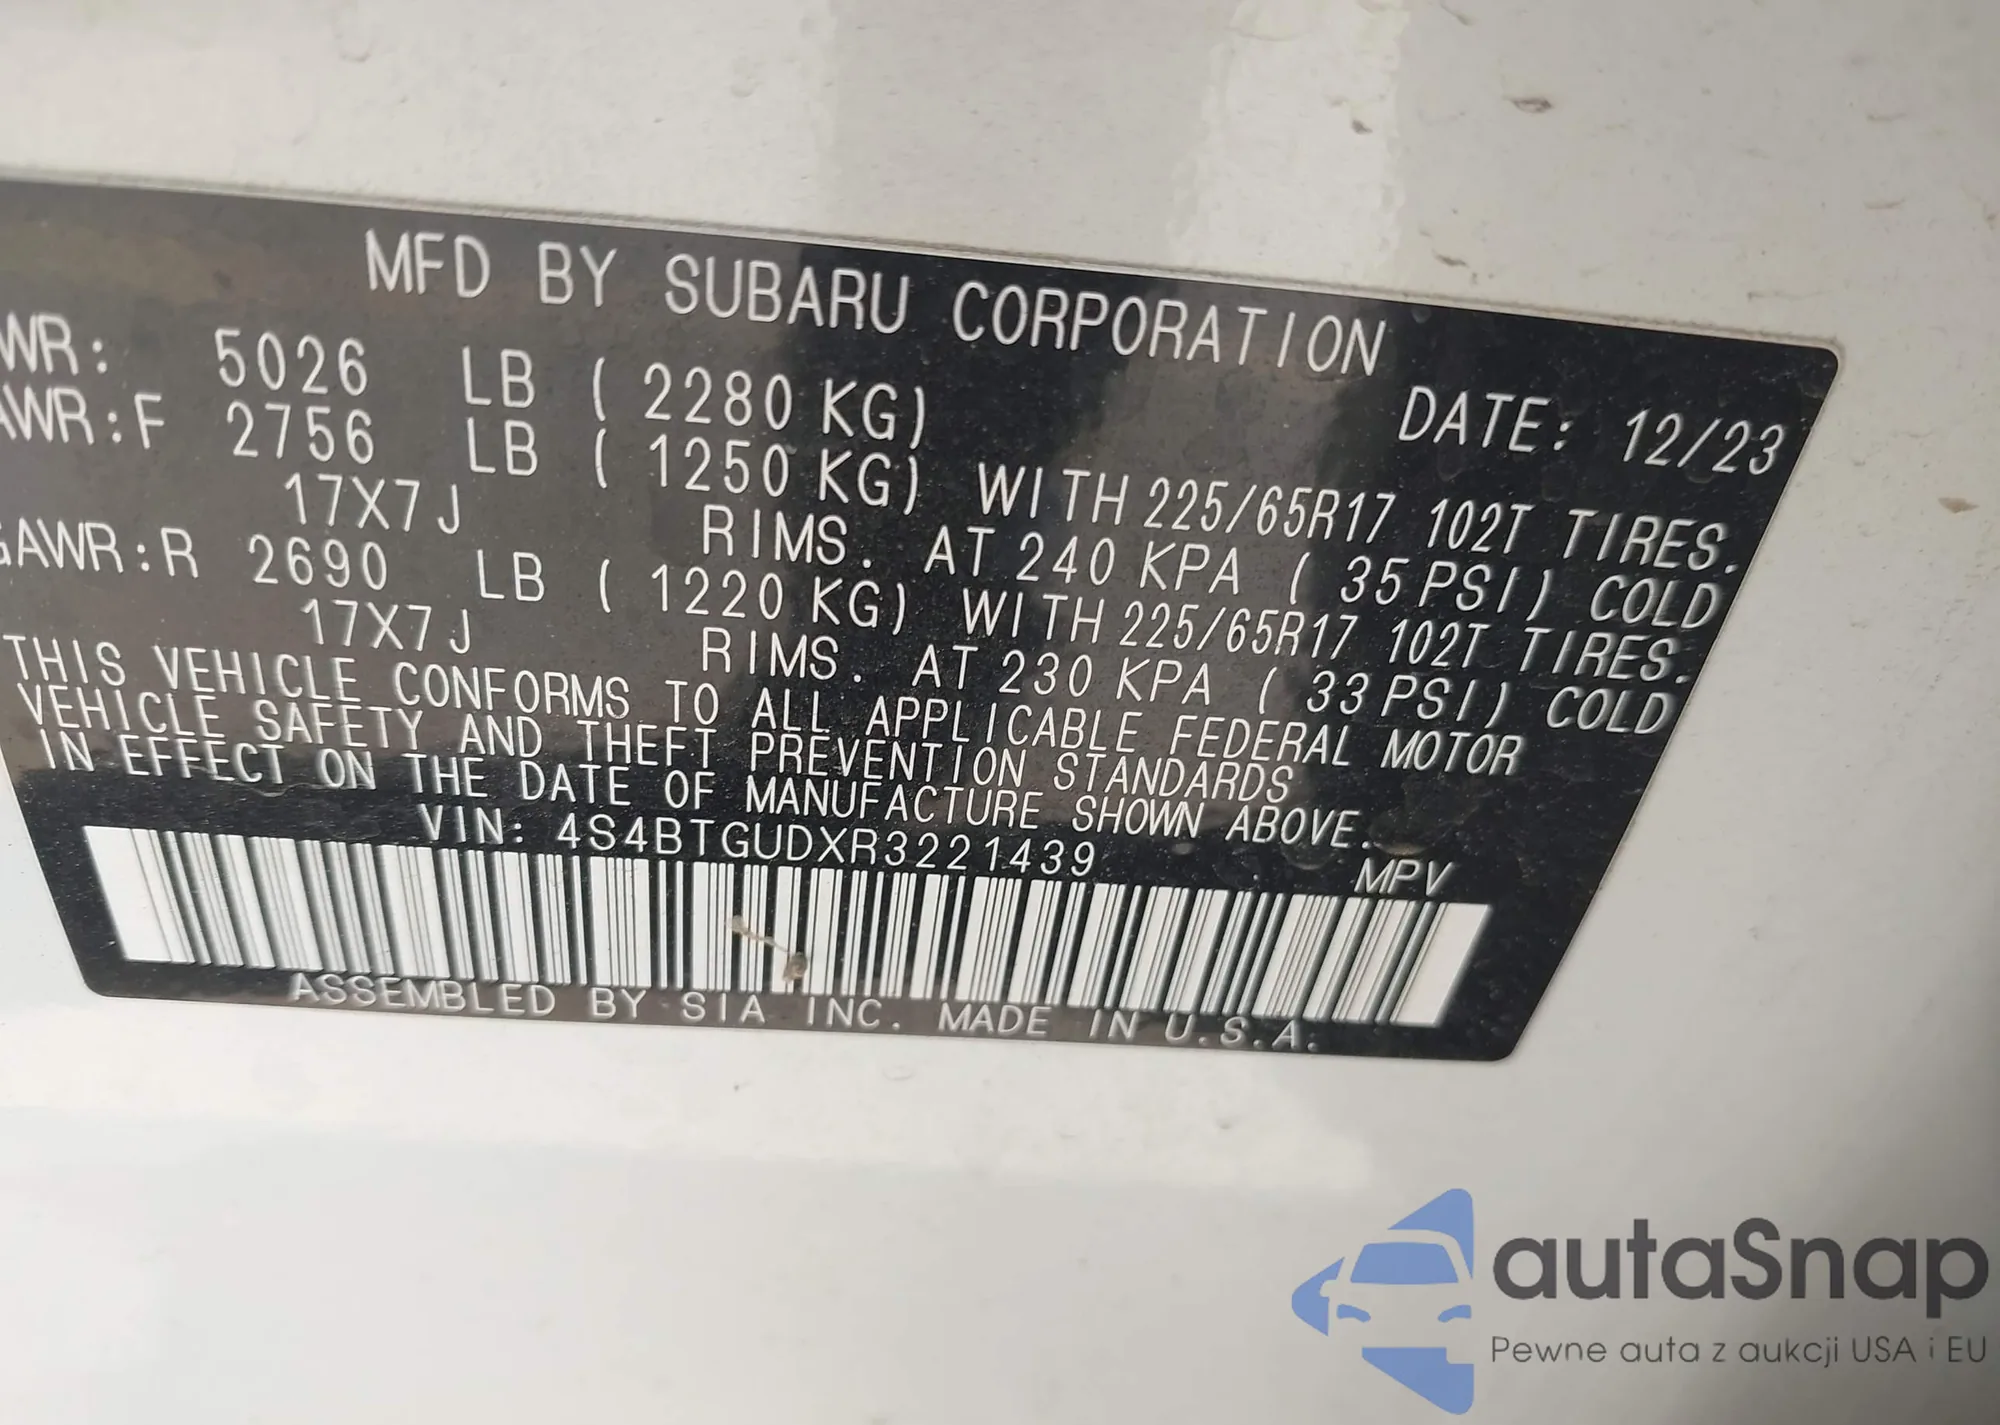 MFD BY SUBARU CORPORATION
WR: 5026 LB ( 2280 KG) DATE: 12/23
AWR:F 2756 LB ( 1250 KG) WITH 225/65R17 102T TIRES.
17X7J RIMS. AT 240 KPA ( 35 PSI) COLD
GAWR:R 2690 LB ( 1220 KG) WITH 225/65R17 102T TIRES.
17X7J RIMS. AT 230 KPA ( 33 PSI) COLD
THIS VEHICLE CONFORMS TO ALL APPLICABLE FEDERAL MOTOR
VEHICLE SAFETY AND THEFT PREVENTION STANDARDS
IN EFFECT ON THE DATE OF MANUFACTURE SHOWN ABOVE.
VIN: 4S4BTGUDXR3221439 MPV
ASSEMBLED BY SIA INC. MADE IN U.S.A.
autaSnap
Pewne auta z aukcji USA i EU